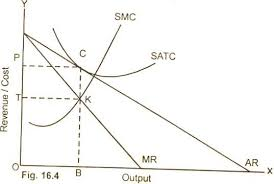 Y
SMC
C
SATC
P
T
K
Revenue / Cost
MR
AR
X
O
B
Output
Fig. 16.4